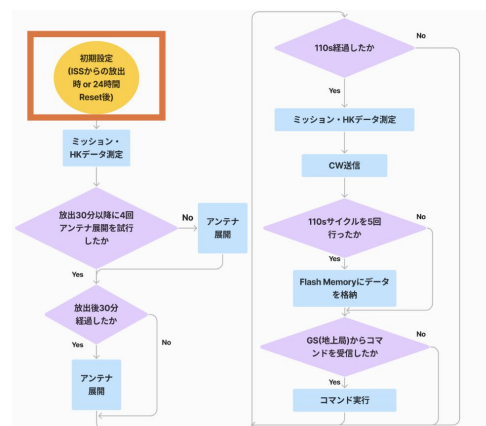 初期設定
(ISSからの放出
時 or 24時間
Reset後)
ミッション・
HKデータ測定
放出30分以降に4回
アンテナ展開を試行
したか
No
アンテナ
展開
Yes
放出後30分
経過したか
Yes
No
アンテナ
展開
110s経過したか
No
Yes
ミッション・HKデータ測定
CW送信
110sサイクルを5回
行ったか
No
Yes
Flash Memoryにデータ
を格納
GS(地上局)からコマ
ンドを受信したか
No
Yes
コマンド実行